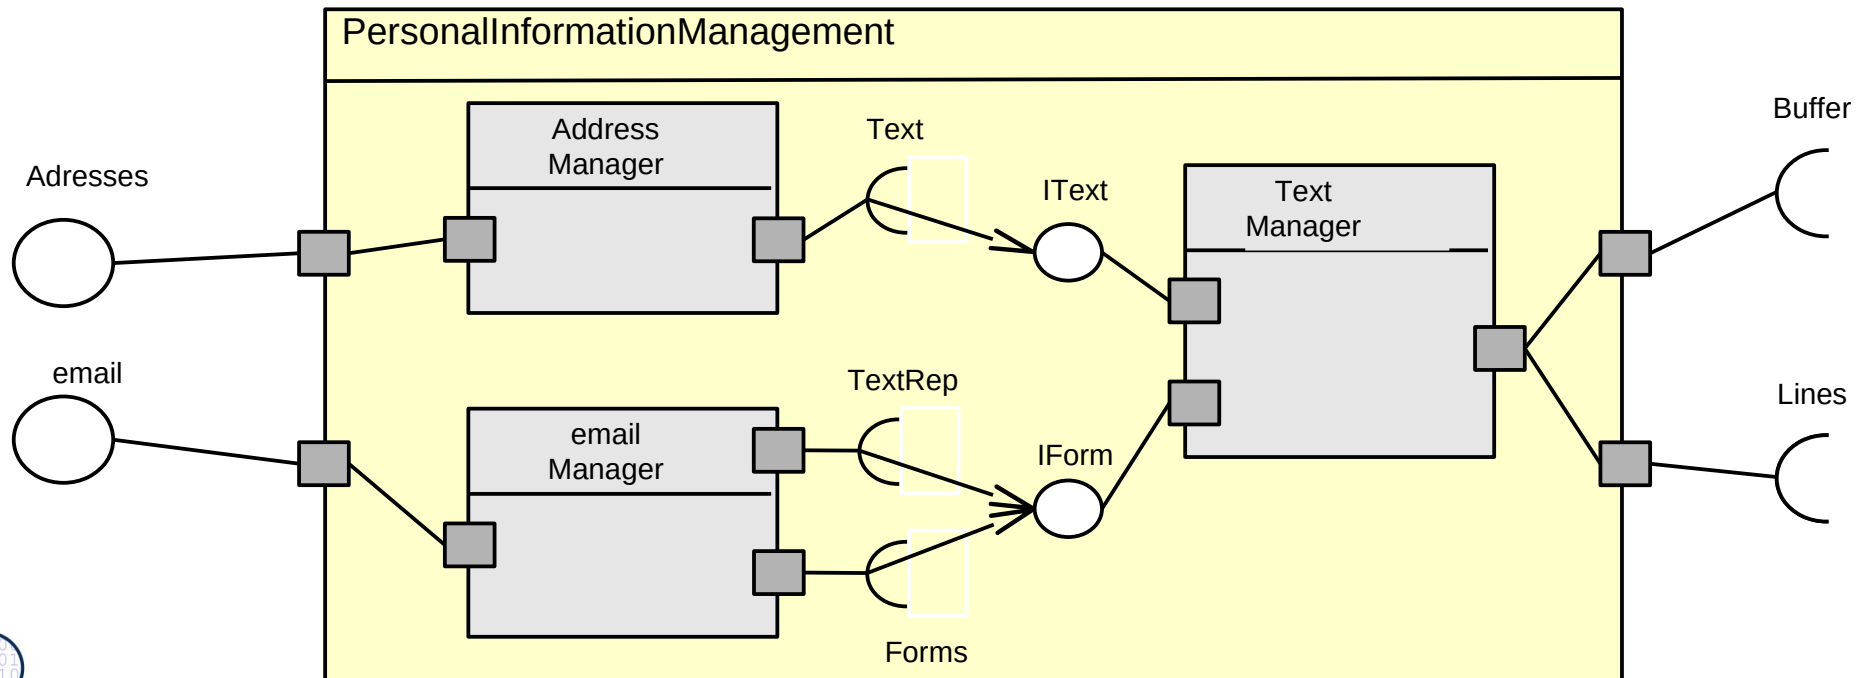 PersonalInformationManagement
Adresses
email
Address
Manager
Text
IText
Text
Manager
Buffer
email
Manager
TextRep
IForm
Forms
Lines